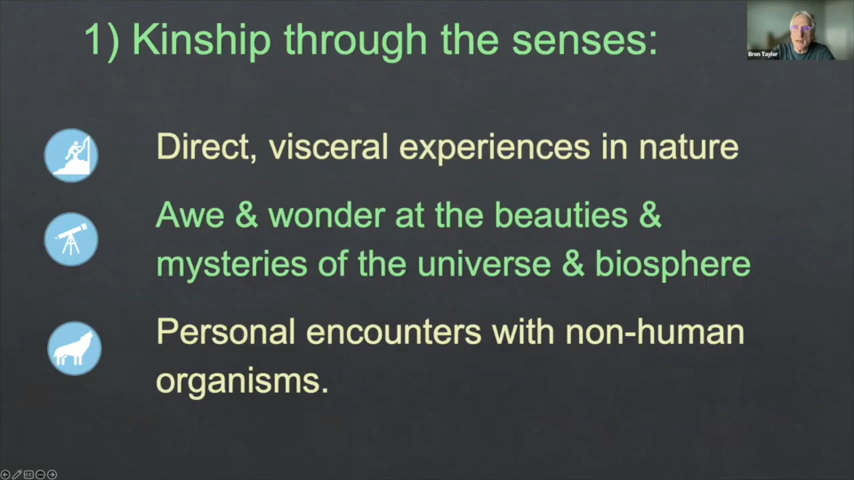 1) Kinship through the senses:
Bron Taylor
Direct, visceral experiences in nature
Awe & wonder at the beauties &
mysteries of the universe & biosphere
Personal encounters with non-human
organisms.